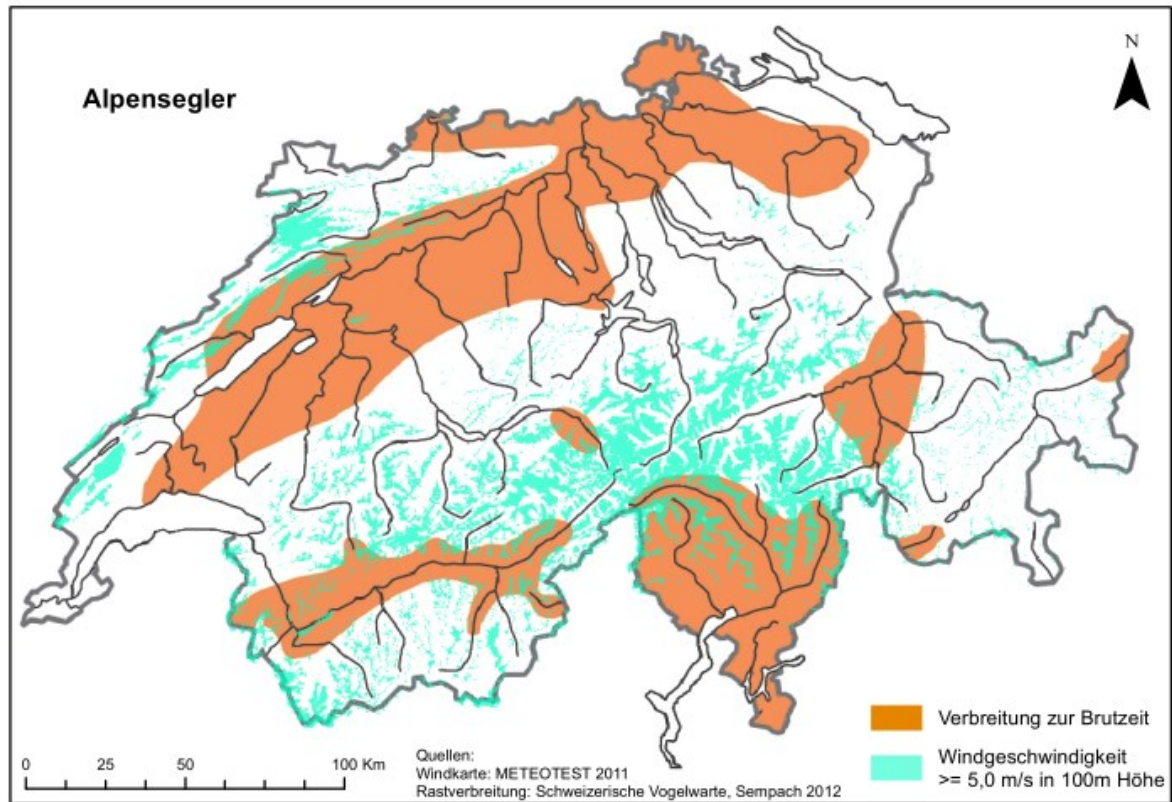 Alpensegler
N
Verbreitung zur Brutzeit
Windgeschwindigkeit
>= 5,0 m/s in 100m Höhe
0 25 50 100 Km
Quellen:
Windkarte: METEOTEST 2011
Rastverbreitung: Schweizerische Vogelwarte, Sempach 2012